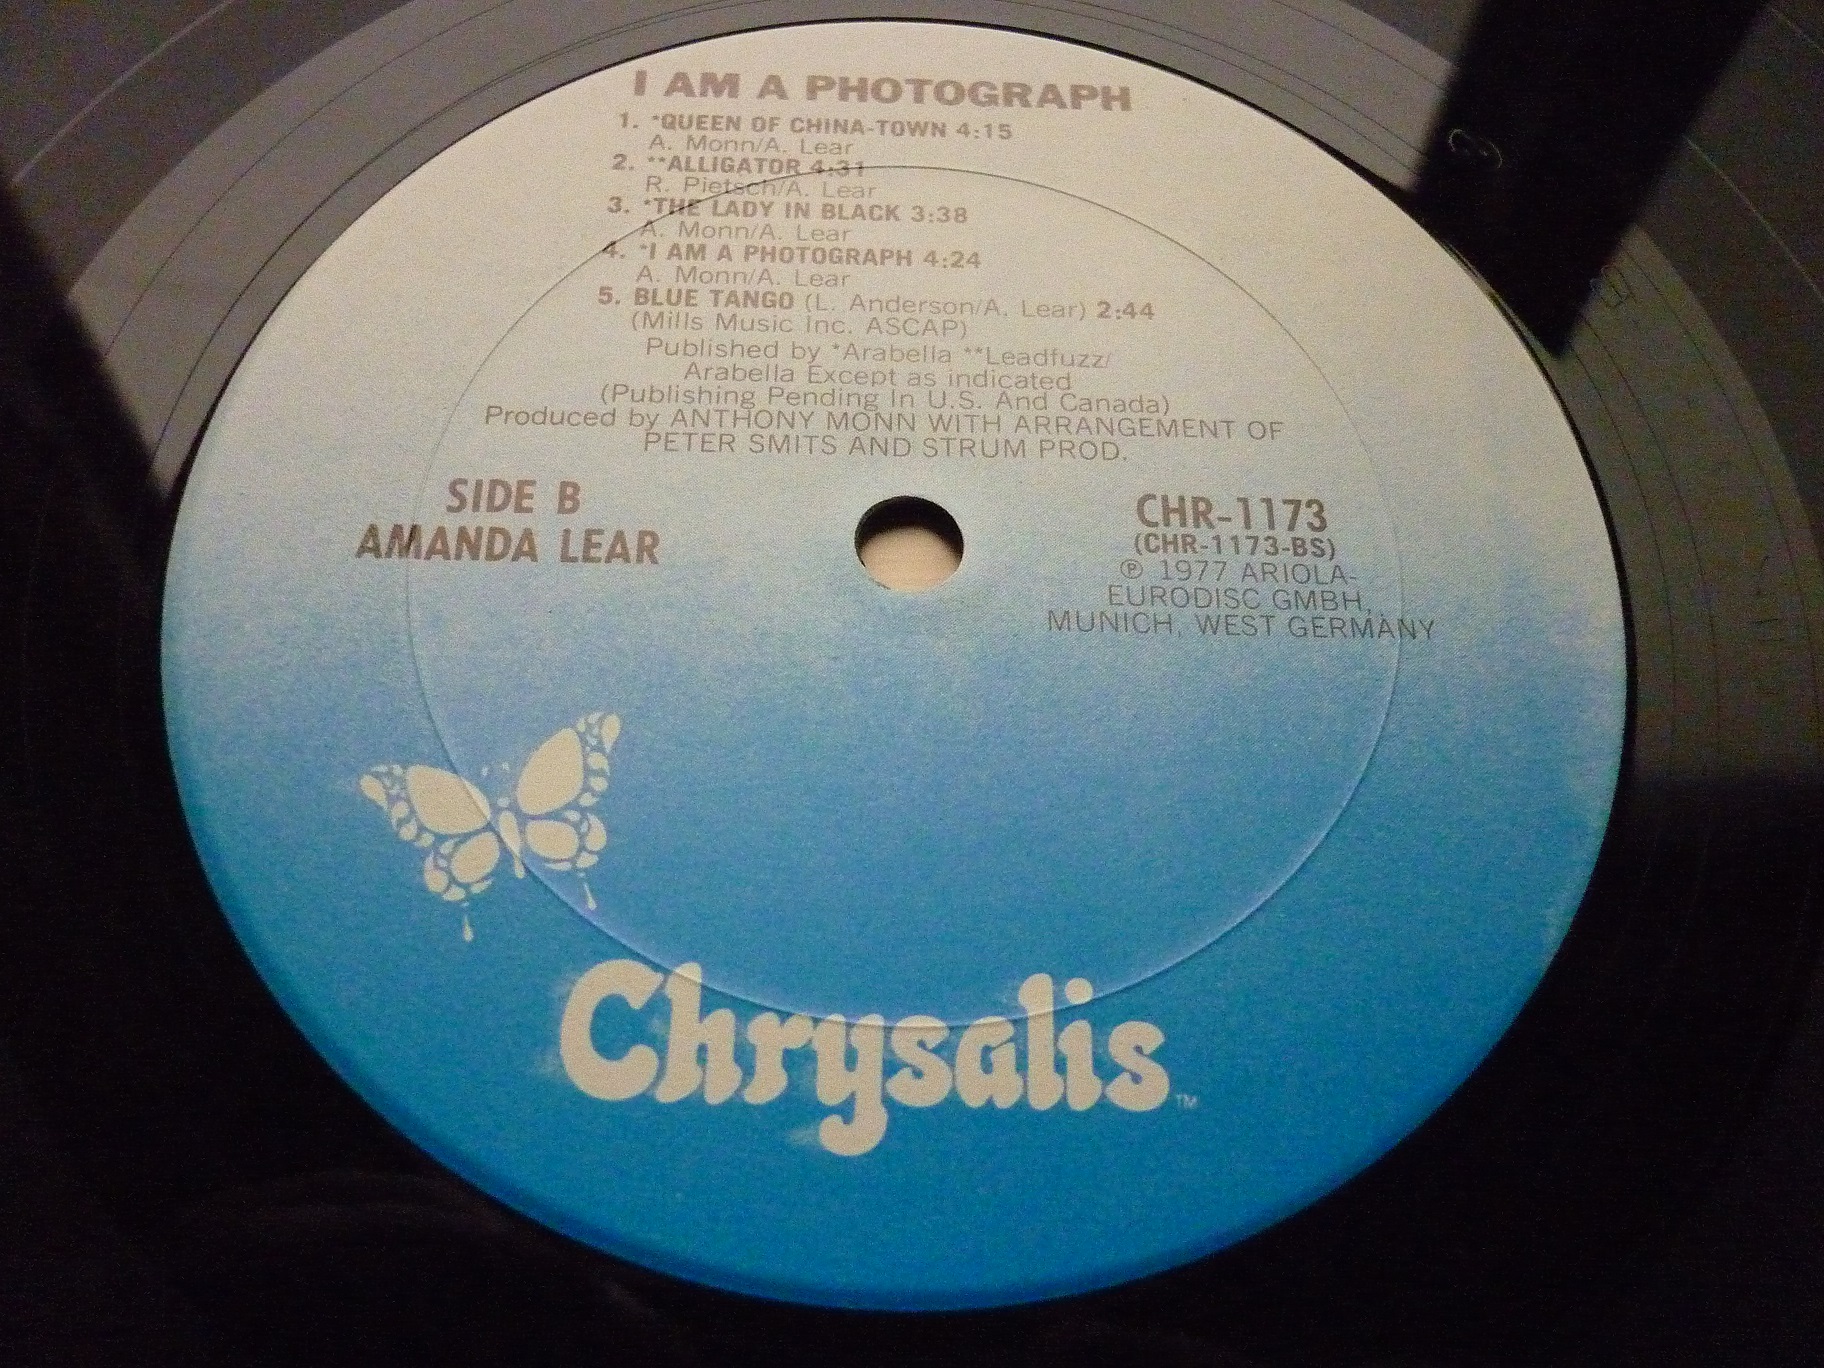 I AM A PHOTOGRAPH
1. *QUEEN OF CHINA-TOWN 4:15
A. Monn/A. Lear
2. **ALLIGATOR 4:31
R. Pietsch/A. Lear
3. *THE LADY IN BLACK 3:38
A. Monn/A. Lear
4. *I AM A PHOTOGRAPH 4:24
A. Monn/A. Lear
5. BLUE TANGO (L. Anderson/A. Lear) 2:44
(Mills Music Inc. ASCAP)
Published by *Arabella **Leadfuzz/
Arabella Except as indicated
(Publishing Pending In U.S. And Canada)
Produced by ANTHONY MONN WITH ARRANGEMENT OF
PETER SMITS AND STRUM PROD.
SIDE B
AMANDA LEAR
CHR-1173
(CHR-1173-BS)
℗ 1977 ARIOLA-
EURODISC GMBH,
MUNICH, WEST GERMANY
Chrysalis TM